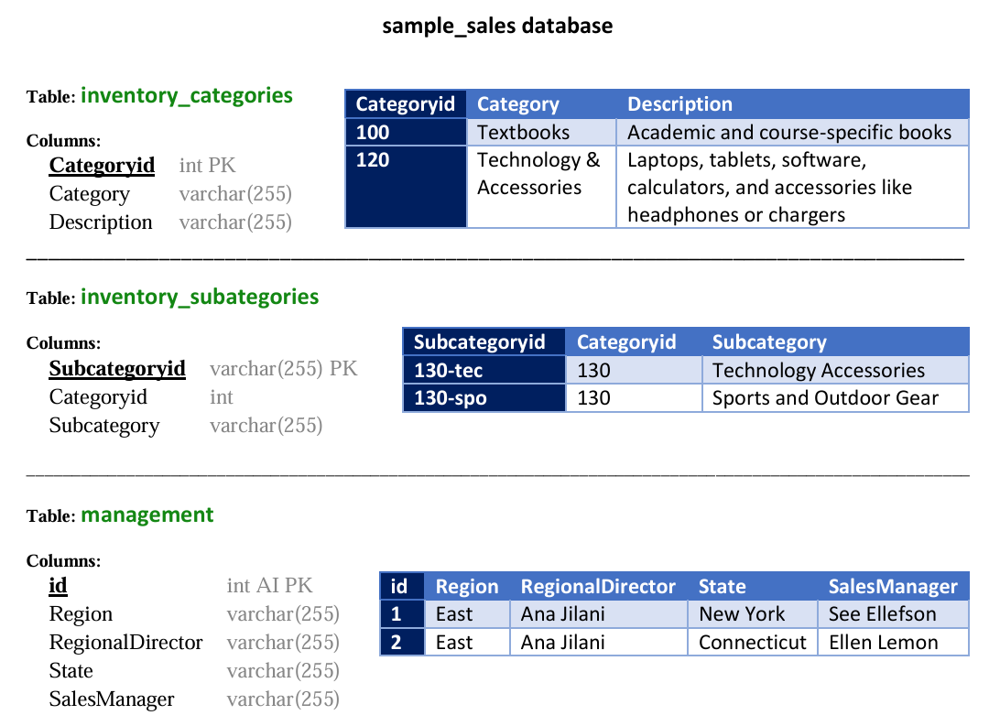 sample_sales database
Table: inventory_categories
Columns:
Categoryid int PK
Category varchar(255)
Description varchar(255)
Categoryid Category Description
100 Textbooks Academic and course-specific books
120 Technology & Laptops, tablets, software,
Accessories calculators, and accessories like
headphones or chargers
Table: inventory_subategories
Columns:
Subcategoryid varchar(255) PK
Categoryid int
Subcategory varchar(255)
Subcategoryid Categoryid Subcategory
130-tec 130 Technology Accessories
130-spo 130 Sports and Outdoor Gear
Table: management
Columns:
id int AI PK
Region varchar(255)
RegionalDirector varchar(255)
State varchar(255)
SalesManager varchar(255)
id Region RegionalDirector State SalesManager
1 East Ana Jilani New York See Ellefson
2 East Ana Jilani Connecticut Ellen Lemon